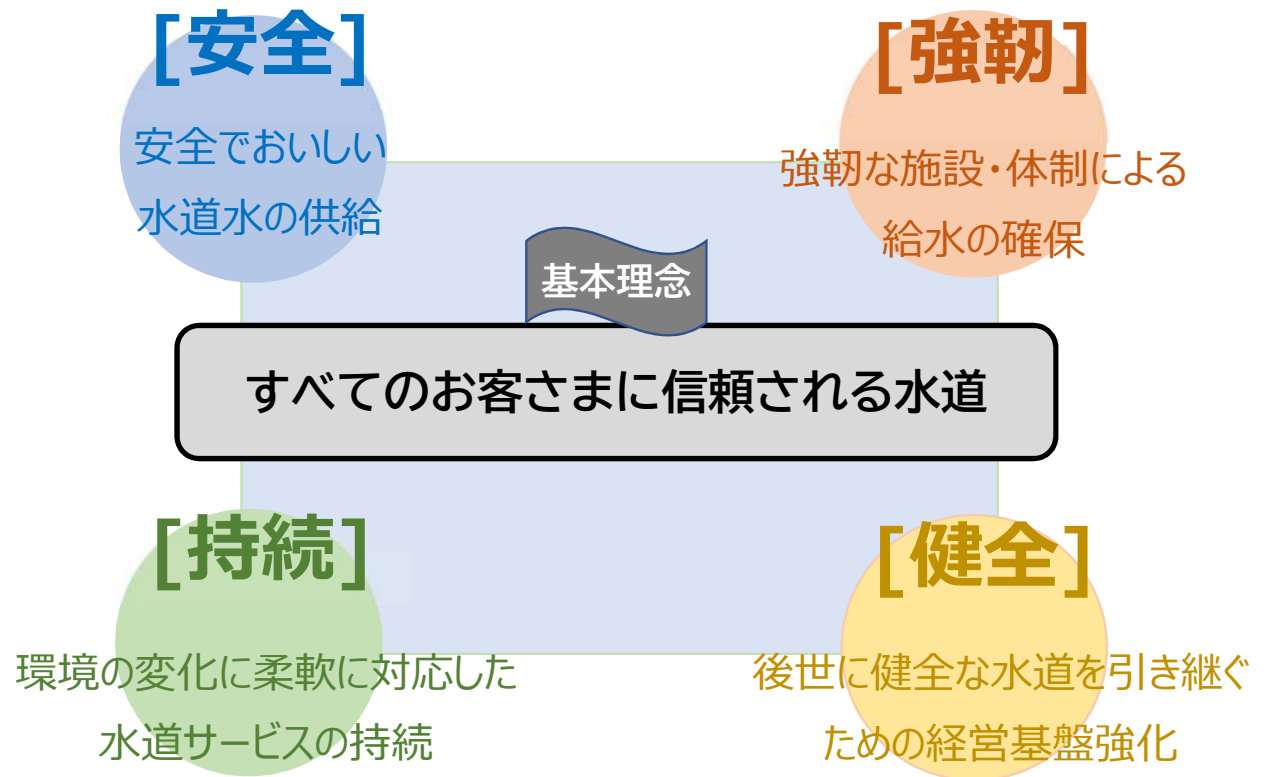 [安全]
安全でおいしい
水道水の供給
[強靭]
強靭な施設・体制による
給水の確保
基本理念
すべてのお客さまに信頼される水道
[持続]
環境の変化に柔軟に対応した
水道サービスの持続
[健全]
後世に健全な水道を引き継ぐ
ための経営基盤強化